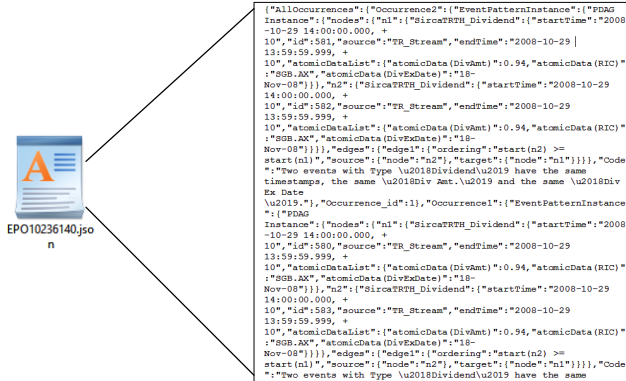 {"AllOccurrences":{"Occurrence2":{"EventPatternInstance":{"PDAG
Instance":{"nodes":{"n1":{"SircaTRTH_Dividend":{"startTime":"2008
-10-29 14:00:00.000, +
10","id":581,"source":"TR_Stream","endTime":"2008-10-29
13:59:59.999, +
10","atomicDataList":{"atomicData(DivAmt)":0.94,"atomicData(RIC)"
:"SGB.AX","atomicData(DivExDate)":"18-
Nov-08"}}},"n2":{"SircaTRTH_Dividend":{"startTime":"2008-10-29
14:00:00.000, +
10","id":582,"source":"TR_Stream","endTime":"2008-10-29
13:59:59.999, +
10","atomicDataList":{"atomicData(DivAmt)":0.94,"atomicData(RIC)"
:"SGB.AX","atomicData(DivExDate)":"18-
Nov-08"}}}},"edges":{"edge1":{"ordering":"start(n2) >=
start(n1)","source":{"node":"n2"},"target":{"node":"n1"}}}},"Code
":"Two events with Type \u2018Dividend\u2019 have the same
timestamps, the same \u2018Div Amt.\u2019 and the same \u2018Div
Ex Date
\u2019."},"Occurrence_id":1},"Occurrence1":{"EventPatternInstance
":{"PDAG
Instance":{"nodes":{"n1":{"SircaTRTH_Dividend":{"startTime":"2008
-10-29 14:00:00.000, +
10","id":580,"source":"TR_Stream","endTime":"2008-10-29
13:59:59.999, +
10","atomicDataList":{"atomicData(DivAmt)":0.94,"atomicData(RIC)"
:"SGB.AX","atomicData(DivExDate)":"18-
Nov-08"}}},"n2":{"SircaTRTH_Dividend":{"startTime":"2008-10-29
14:00:00.000, +
10","id":583,"source":"TR_Stream","endTime":"2008-10-29
13:59:59.999, +
10","atomicDataList":{"atomicData(DivAmt)":0.94,"atomicData(RIC)"
:"SGB.AX","atomicData(DivExDate)":"18-
Nov-08"}}}},"edges":{"edge1":{"ordering":"start(n2) >=
start(n1)","source":{"node":"n2"},"target":{"node":"n1"}}}},"Code
":"Two events with Type \u2018Dividend\u2019 have the same
A
EPO10236140.jso
n